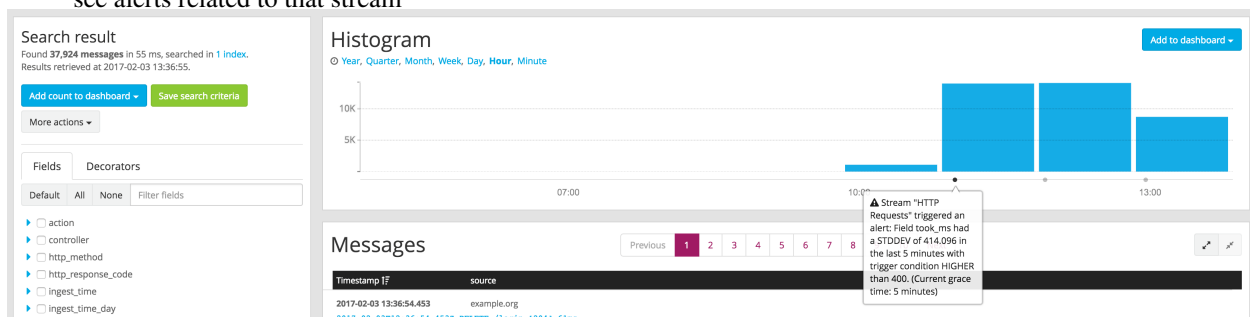 see alerts related to that stream
Search result
Found 37,924 messages in 55 ms, searched in 1 index.
Results retrieved at 2017-02-03 13:36:55.
Add count to dashboard
Save search criteria
More actions
Fields
Decorators
Default
All
None
Filter fields
action
controller
http_method
http_response_code
ingest_time
ingest_time_day
Histogram
Add to dashboard
Year, Quarter, Month, Week, Day, Hour, Minute
10K
5K
07:00
10:00
13:00
Stream "HTTP
Requests" triggered an
alert: Field took_ms had
a STDDEV of 414.096 in
the last 5 minutes with
trigger condition HIGHER
than 400. (Current grace
time: 5 minutes)
Messages
Previous 1 2 3 4 5 6 7 8
Timestamp source
2017-02-03 13:36:54.453 example.org